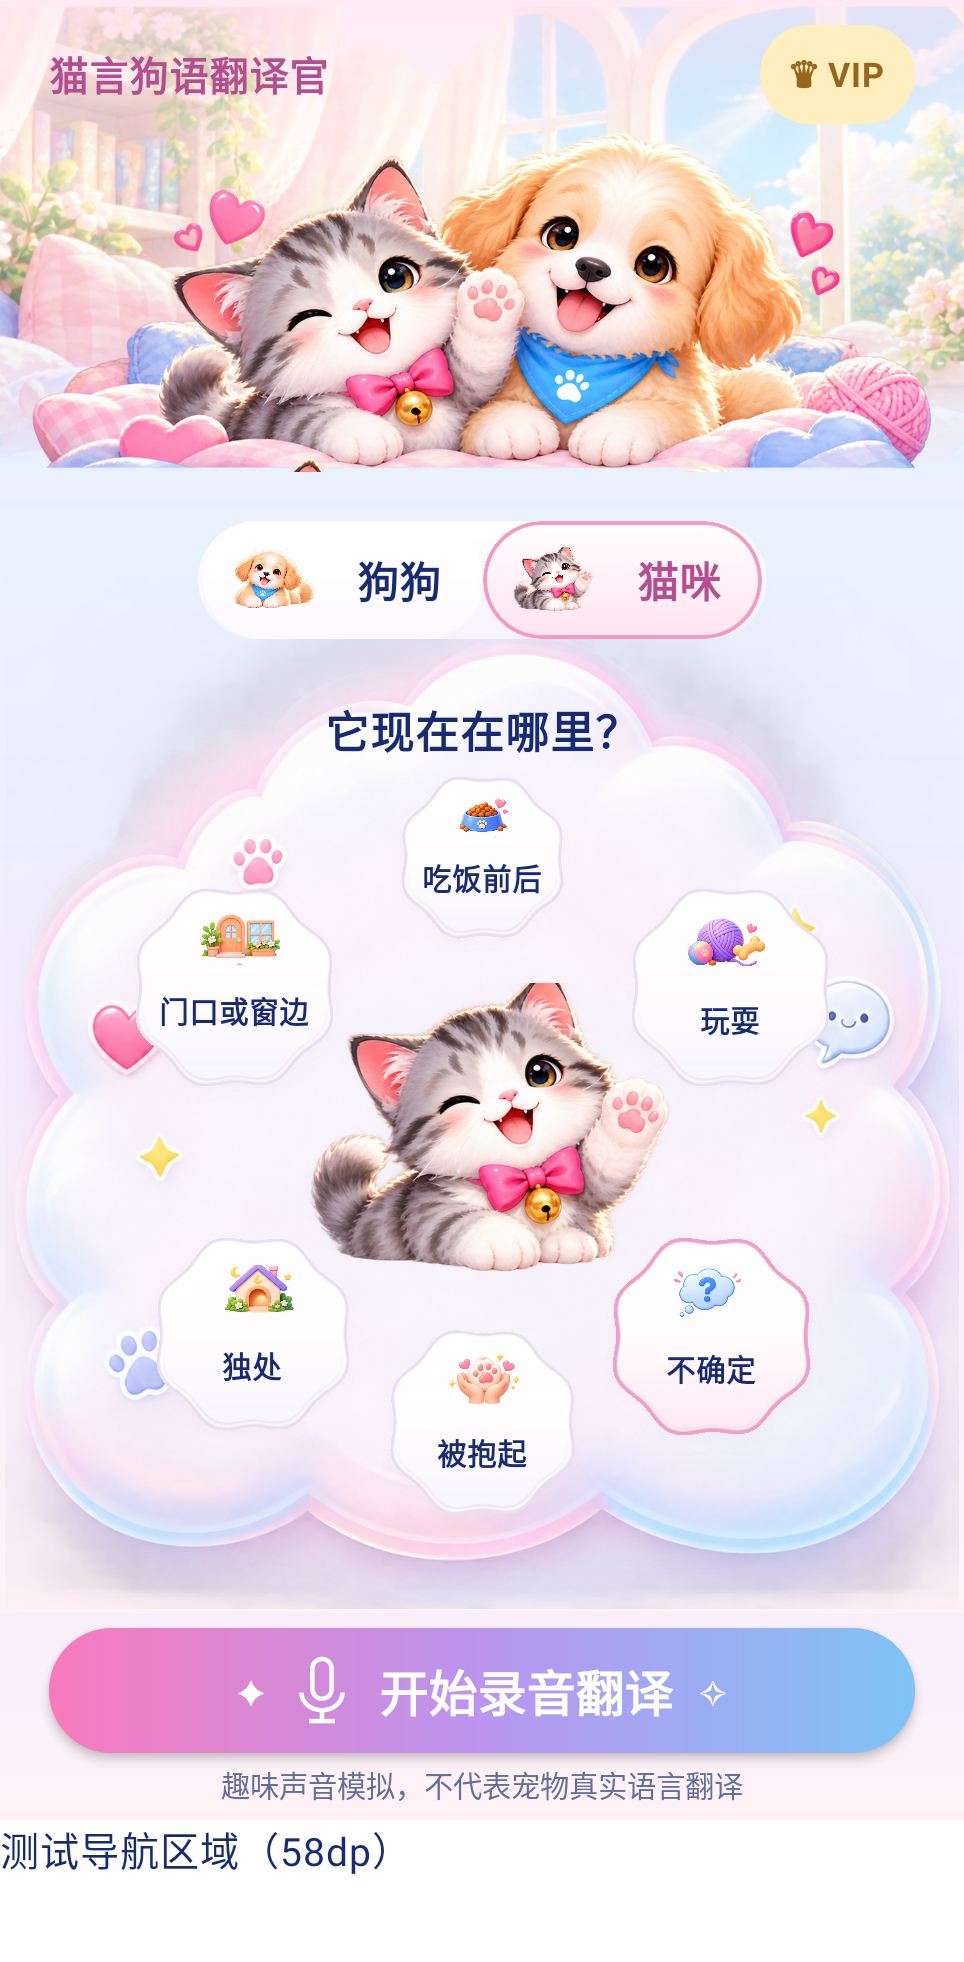 猫言狗语翻译官
♛ VIP
狗狗
猫咪
它现在在哪里？
吃饭前后
门口或窗边
玩耍
独处
不确定
被抱起
开始录音翻译
趣味声音模拟，不代表宠物真实语言翻译
测试导航区域（58dp）